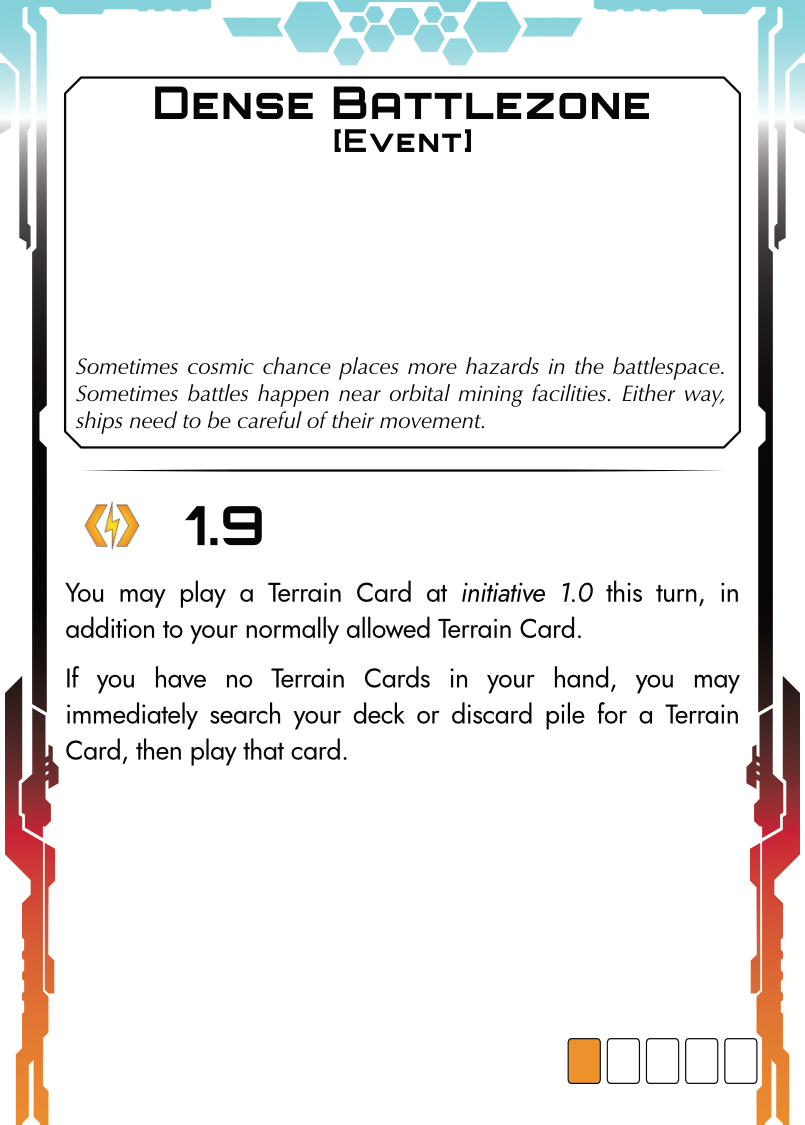 Dense Battlezone
[Event]
Sometimes cosmic chance places more hazards in the battlespace.
Sometimes battles happen near orbital mining facilities. Either way,
ships need to be careful of their movement.
1.9
You may play a Terrain Card at initiative 1.0 this turn, in
addition to your normally allowed Terrain Card.
If you have no Terrain Cards in your hand, you may
immediately search your deck or discard pile for a Terrain
Card, then play that card.